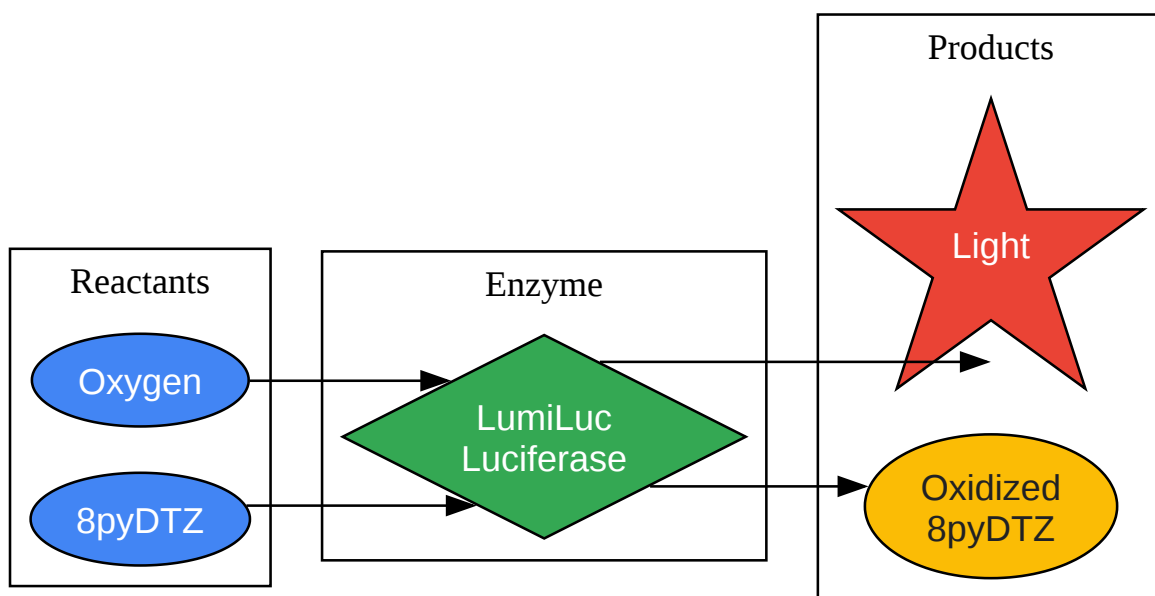 Reactants
Oxygen
8pyDTZ
Enzyme
LumiLuc
Luciferase
Products
Light
Oxidized
8pyDTZ